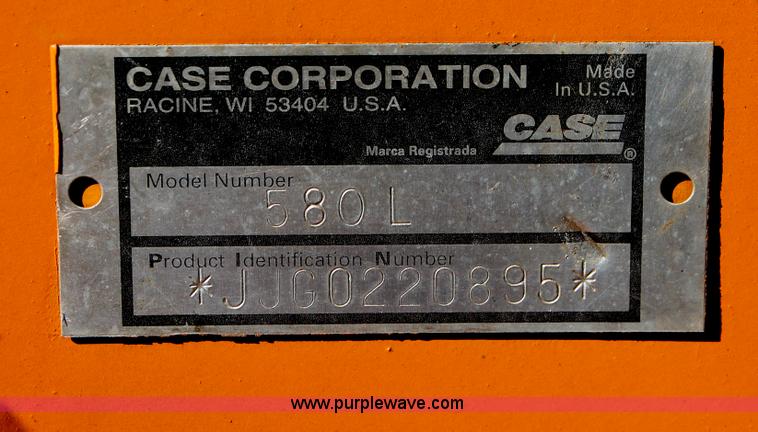 CASE CORPORATION
RACINE, WI 53404 U.S.A.
Made
In U.S.A.
CASE
Marca Registrada ®
Model Number
580 L
Product Identification Number
*JJG0220895*
www.purplewave.com